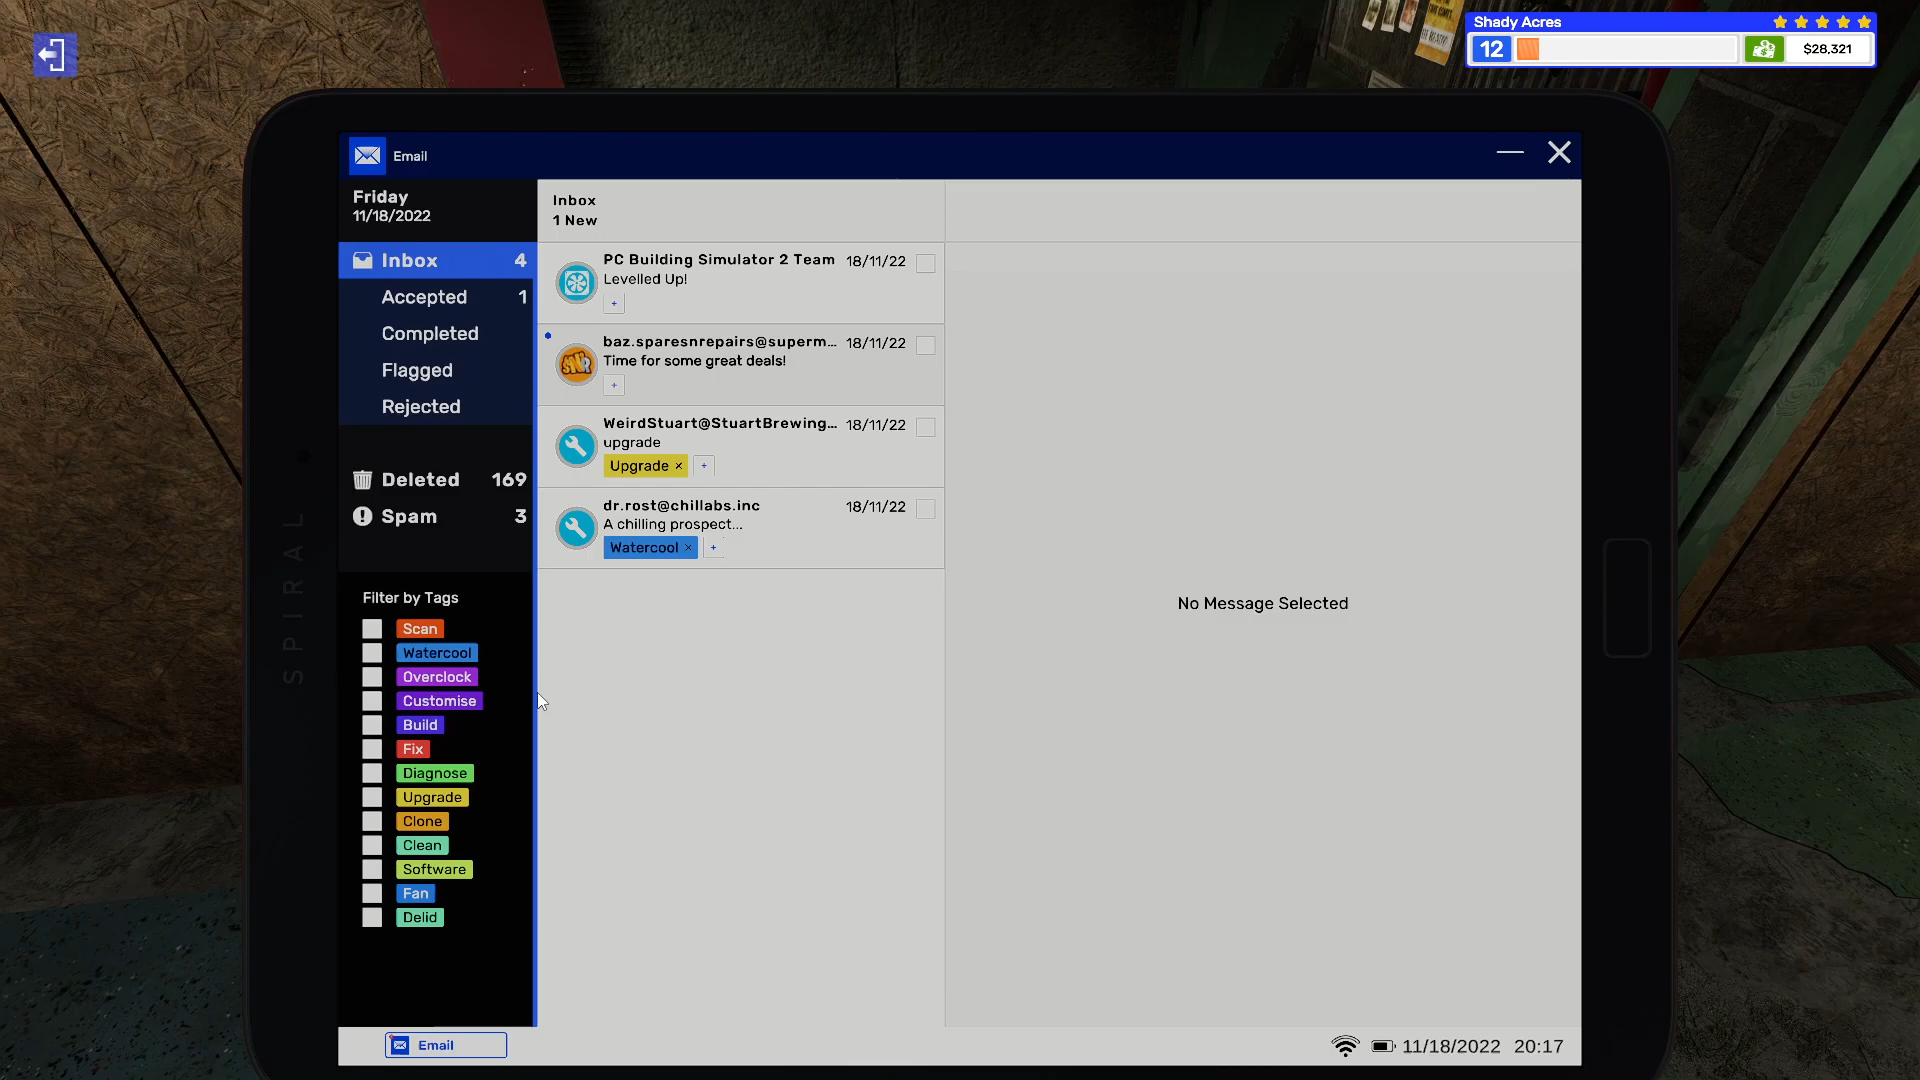 Shady Acres
12
$28,321
Email
Friday
11/18/2022
Inbox 4
Accepted 1
Completed
Flagged
Rejected
Deleted 169
Spam 3
Filter by Tags
Scan
Watercool
Overclock
Customise
Build
Fix
Diagnose
Upgrade
Clone
Clean
Software
Fan
Delid
Inbox
1 New
PC Building Simulator 2 Team 18/11/22
Levelled Up!
+
baz.sparesnrepairs@superm... 18/11/22
Time for some great deals!
+
WeirdStuart@StuartBrewing... 18/11/22
upgrade
Upgrade × +
dr.rost@chillabs.inc 18/11/22
A chilling prospect...
Watercool × +
No Message Selected
SPIRAL
Email
11/18/2022 20:17